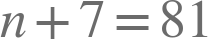 n + 7 = 81